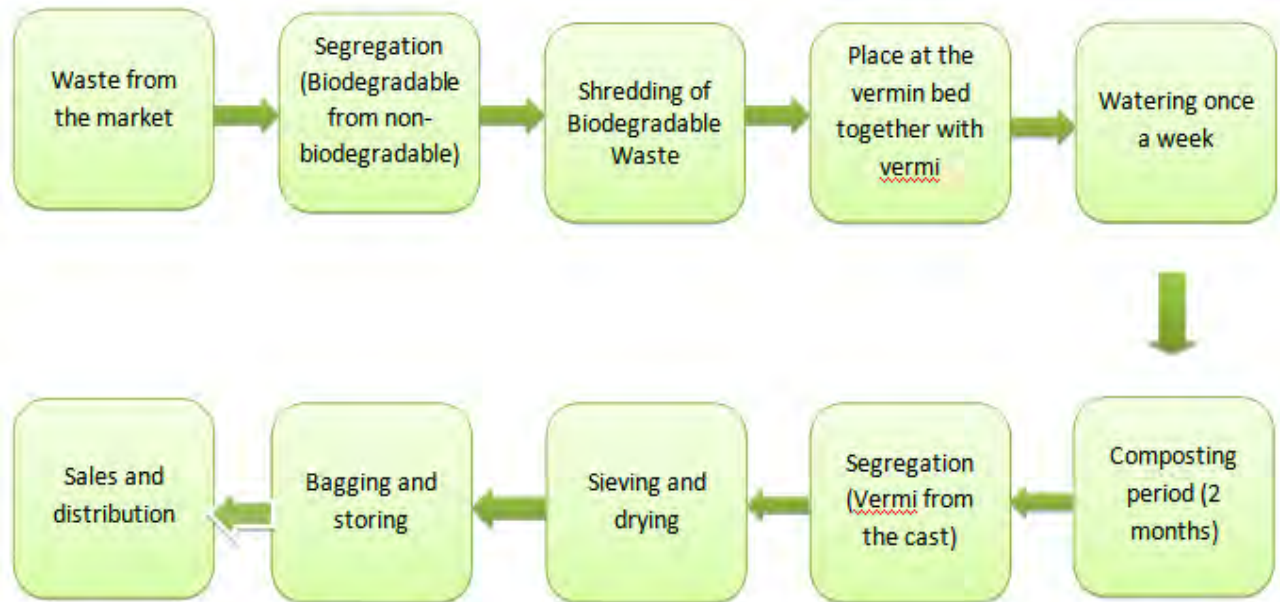 Waste from
the market
Segregation
(Biodegradable
from non-
biodegradable)
Shredding of
Biodegradable
Waste
Place at the
vermin bed
together with
vermi
Watering once
a week
Composting
period (2
months)
Segregation
(Vermi from
the cast)
Sieving and
drying
Bagging and
storing
Sales and
distribution